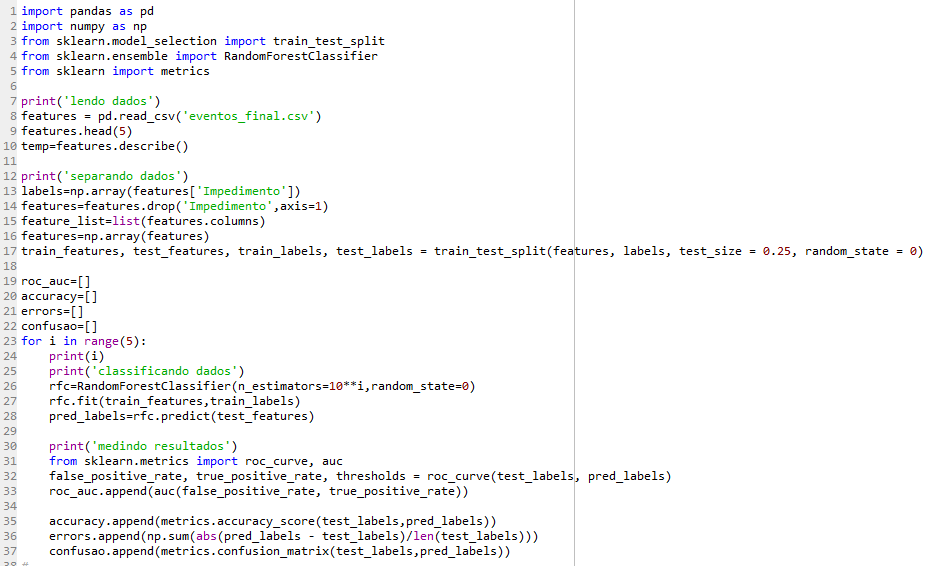 1 import pandas as pd
2 import numpy as np
3 from sklearn.model_selection import train_test_split
4 from sklearn.ensemble import RandomForestClassifier
5 from sklearn import metrics
6
7 print('lendo dados')
8 features = pd.read_csv('eventos_final.csv')
9 features.head(5)
10 temp=features.describe()
11
12 print('separando dados')
13 labels=np.array(features['Impedimento'])
14 features=features.drop('Impedimento',axis=1)
15 feature_list=list(features.columns)
16 features=np.array(features)
17 train_features, test_features, train_labels, test_labels = train_test_split(features, labels, test_size = 0.25, random_state = 0)
18
19 roc_auc=[]
20 accuracy=[]
21 errors=[]
22 confusao=[]
23 for i in range(5):
24     print(i)
25     print('classificando dados')
26     rfc=RandomForestClassifier(n_estimators=10**i,random_state=0)
27     rfc.fit(train_features,train_labels)
28     pred_labels=rfc.predict(test_features)
29
30     print('medindo resultados')
31     from sklearn.metrics import roc_curve, auc
32     false_positive_rate, true_positive_rate, thresholds = roc_curve(test_labels, pred_labels)
33     roc_auc.append(auc(false_positive_rate, true_positive_rate))
34
35     accuracy.append(metrics.accuracy_score(test_labels,pred_labels))
36     errors.append(np.sum(abs(pred_labels - test_labels)/len(test_labels)))
37     confusao.append(metrics.confusion_matrix(test_labels,pred_labels))